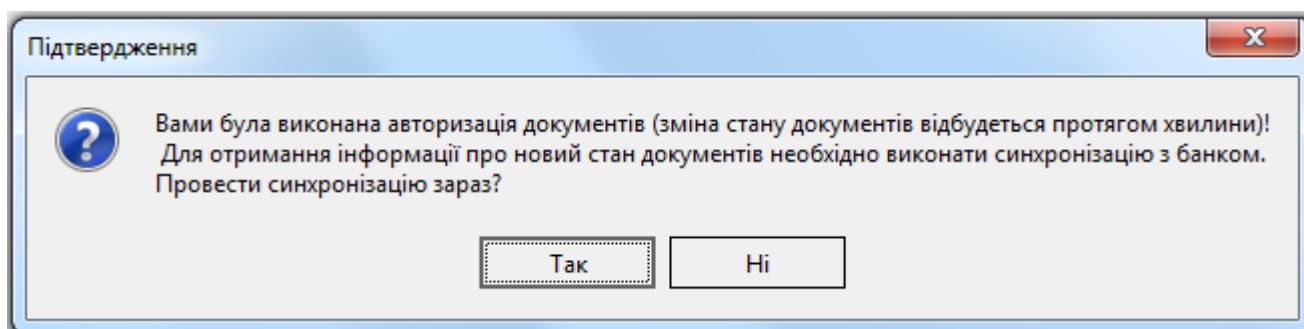 Підтвердження
Вами була виконана авторизація документів (зміна стану документів відбудеться протягом хвилини)!
Для отримання інформації про новий стан документів необхідно виконати синхронізацію з банком.
Провести синхронізацію зараз?
Так
Ні